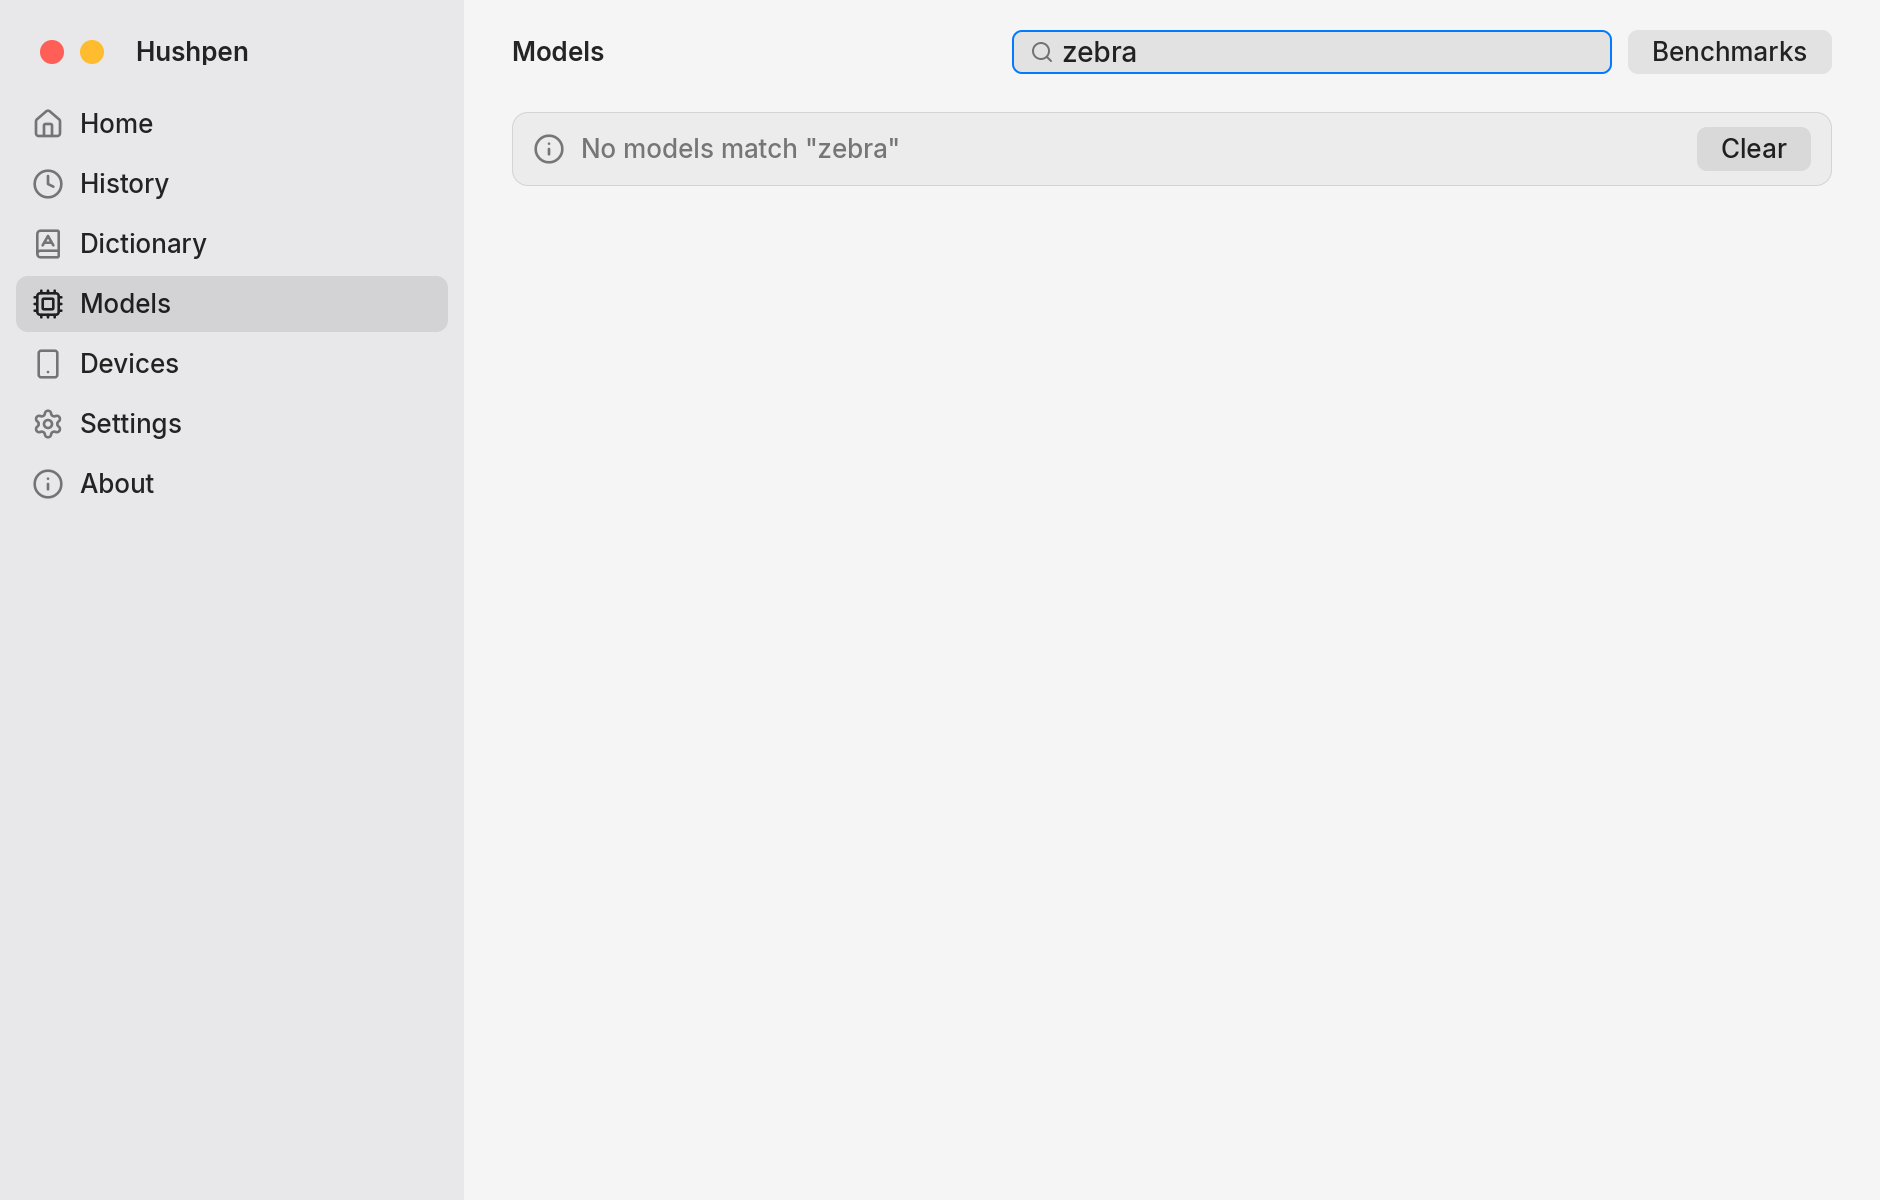 Hushpen
Home
History
Dictionary
Models
Devices
Settings
About
Models
zebra
Benchmarks
No models match "zebra"
Clear